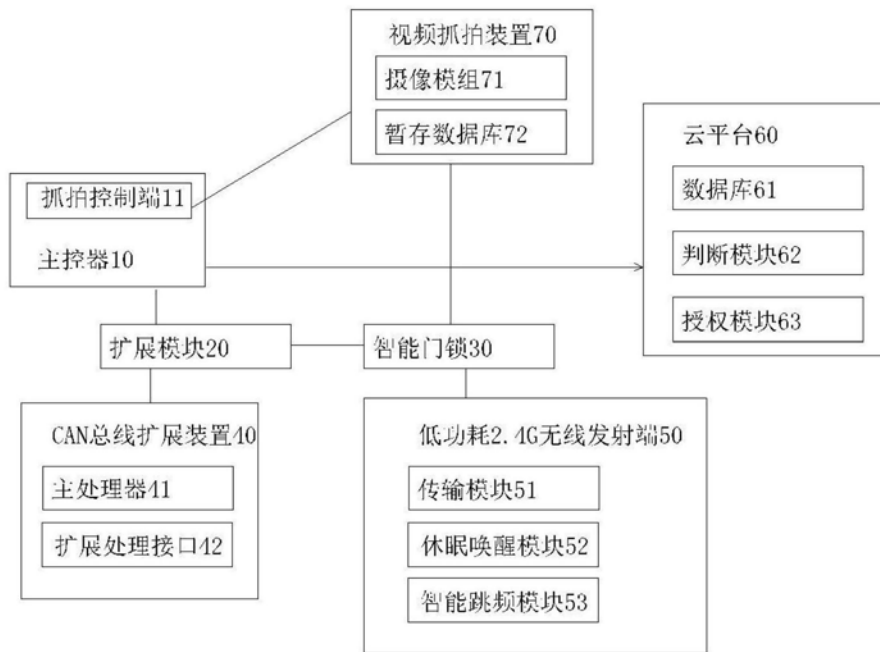 视频抓拍装置70
摄像模组71
暂存数据库72
云平台60
数据库61
判断模块62
授权模块63
抓拍控制端11
主控器10
扩展模块20
智能门锁30
CAN总线扩展装置40
主处理器41
扩展处理接口42
低功耗2.4G无线发射端50
传输模块51
休眠唤醒模块52
智能跳频模块53